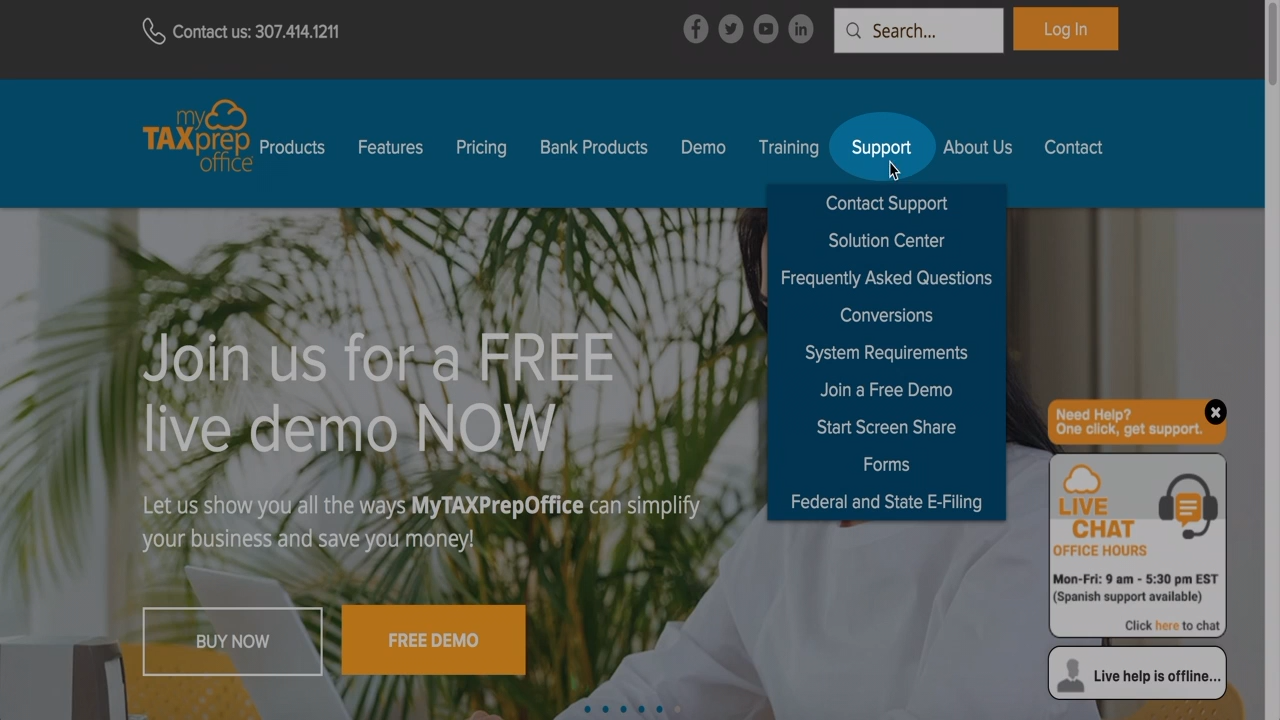 Contact us: 307.414.1211
Search...
Log In
my
TAXprep
office
Products
Features
Pricing
Bank Products
Demo
Training
Support
About Us
Contact
Contact Support
Solution Center
Frequently Asked Questions
Conversions
System Requirements
Join a Free Demo
Start Screen Share
Forms
Federal and State E-Filing
Join us for a FREE
live demo NOW
Let us show you all the ways MyTAXPrepOffice can simplify
your business and save you money!
BUY NOW
FREE DEMO
Need Help?
One click, get support.
LIVE
CHAT
OFFICE HOURS
Mon-Fri: 9 am - 5:30 pm EST
(Spanish support available)
Click here to chat
Live help is offline...